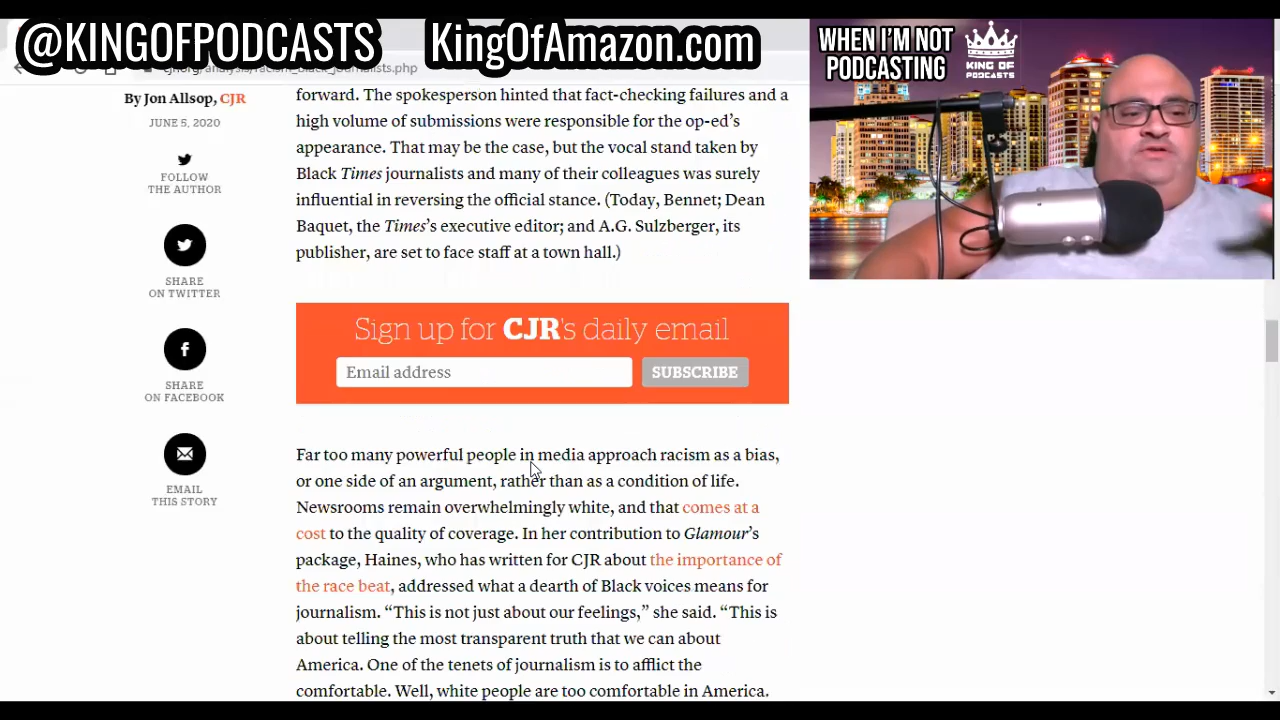 @KINGOFPODCASTS
KingOfAmazon.com
WHEN I'M NOT
PODCASTING
KING OF
PODCASTS
cjr.org/analysis/racism_black_journalists.php
By Jon Allsop, CJR
JUNE 5, 2020
FOLLOW
THE AUTHOR
SHARE
ON TWITTER
SHARE
ON FACEBOOK
EMAIL
THIS STORY
forward. The spokesperson hinted that fact-checking failures and a
high volume of submissions were responsible for the op-ed's
appearance. That may be the case, but the vocal stand taken by
Black Times journalists and many of their colleagues was surely
influential in reversing the official stance. (Today, Bennet; Dean
Baquet, the Times's executive editor; and A.G. Sulzberger, its
publisher, are set to face staff at a town hall.)
Sign up for CJR's daily email
Email address
SUBSCRIBE
Far too many powerful people in media approach racism as a bias,
or one side of an argument, rather than as a condition of life.
Newsrooms remain overwhelmingly white, and that comes at a
cost to the quality of coverage. In her contribution to Glamour's
package, Haines, who has written for CJR about the importance of
the race beat, addressed what a dearth of Black voices means for
journalism. “This is not just about our feelings,” she said. “This is
about telling the most transparent truth that we can about
America. One of the tenets of journalism is to afflict the
comfortable. Well, white people are too comfortable in America.